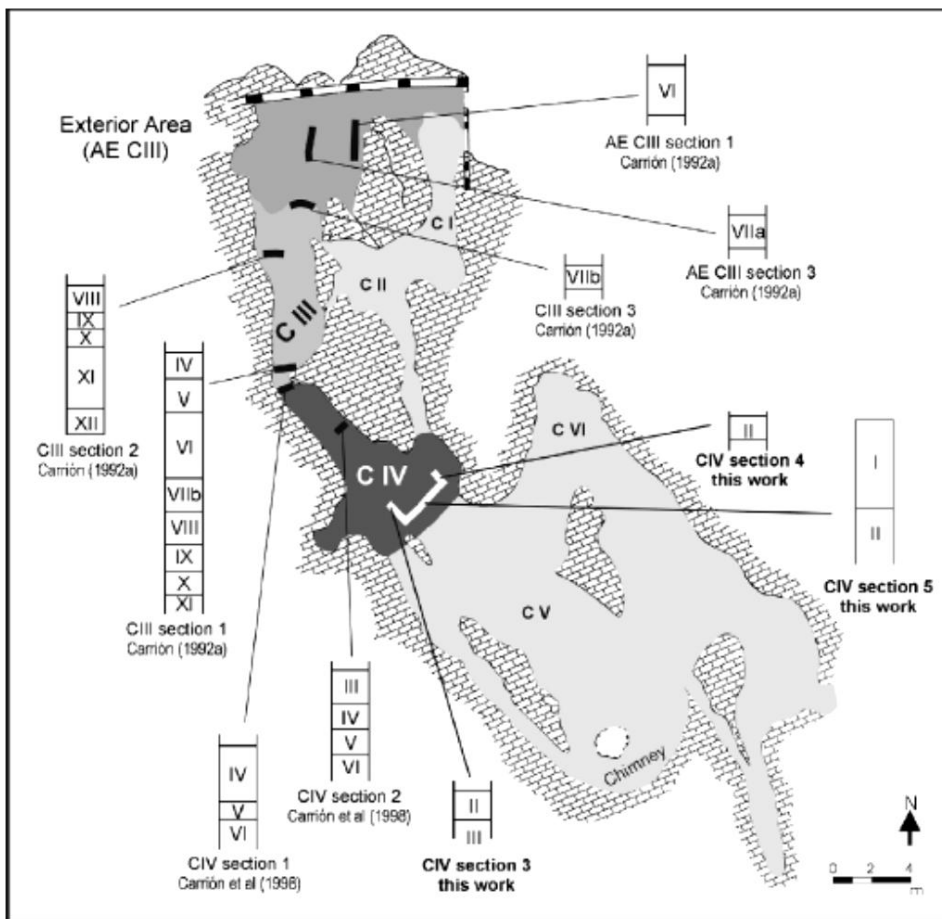 Exterior Area
(AE CIII)
VI
AE CIII section 1
Carrión (1992a)
VIIa
AE CIII section 3
Carrión (1992a)
VIIb
CIII section 3
Carrión (1992a)
C I
C II
C III
VIII
IX
X
XI
XII
CIII section 2
Carrión (1992a)
IV
V
VI
VIIb
VIII
IX
X
XI
CIII section 1
Carrión (1992a)
C IV
C VI
C V
II
CIV section 4
this work
I
II
CIV section 5
this work
III
IV
V
VI
CIV section 2
Carrión et al (1998)
IV
V
VI
CIV section 1
Carrión et al (1998)
II
III
CIV section 3
this work
Chimney
N
0 2 4
m